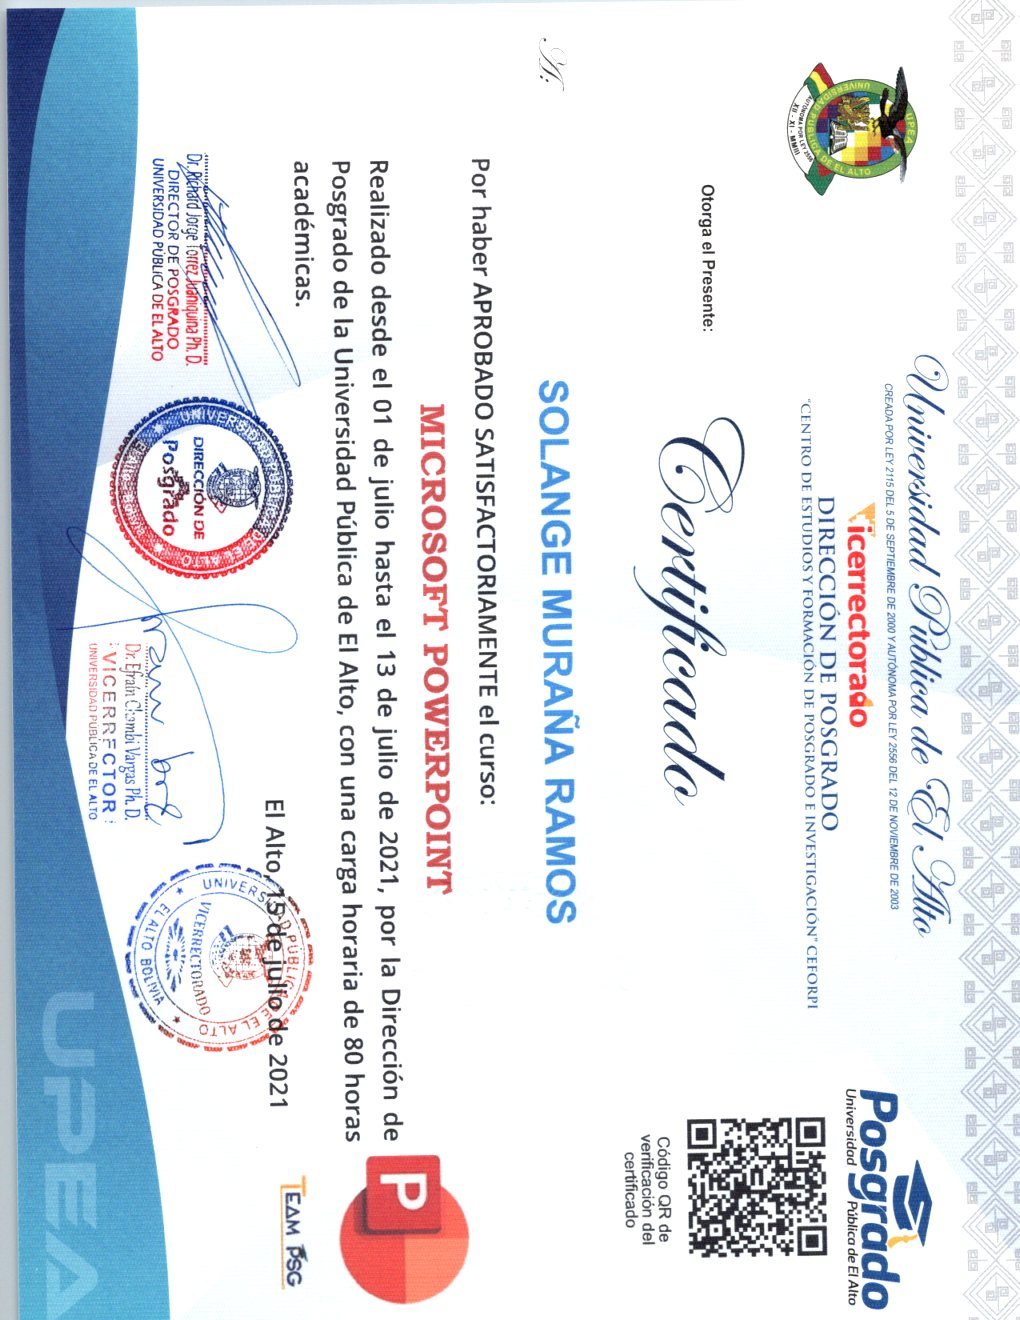 Universidad Pública de El Alto
CREADA POR LEY 2115 DEL 5 DE SEPTIEMBRE DE 2000 Y AUTÓNOMA POR LEY 2556 DEL 12 DE NOVIEMBRE DE 2003
UPEA
UNIVERSIDAD PÚBLICA DE EL ALTO
AUTÓNOMA POR LEY 2556
XII - XI - MMIII
Vicerrectorado
DIRECCIÓN DE POSGRADO
"CENTRO DE ESTUDIOS Y FORMACIÓN DE POSGRADO E INVESTIGACIÓN" CEFORPI
Posgrado
Universidad Pública de El Alto
Otorga el Presente:
Certificado
Código QR de
verificación del
certificado
A:
SOLANGE MURAÑA RAMOS
Por haber APROBADO SATISFACTORIAMENTE el curso:
MICROSOFT POWERPOINT
P
Realizado desde el 01 de julio hasta el 13 de julio de 2021, por la Dirección de
Posgrado de la Universidad Pública de El Alto, con una carga horaria de 80 horas
académicas.
El Alto, 15 de julio de 2021
TEAM PSG
Dr. Richard Jorge Torrez Juaniquina Ph. D.
DIRECTOR DE POSGRADO
UNIVERSIDAD PÚBLICA DE EL ALTO
DIRECCIÓN DE
Posgrado
Dr. Efraín Chambi Vargas Ph. D.
VICERRECTOR
UNIVERSIDAD PÚBLICA DE EL ALTO
UNIVERSIDAD PÚBLICA DE EL ALTO
VICERRECTORADO
EL ALTO BOLIVIA
UPEA